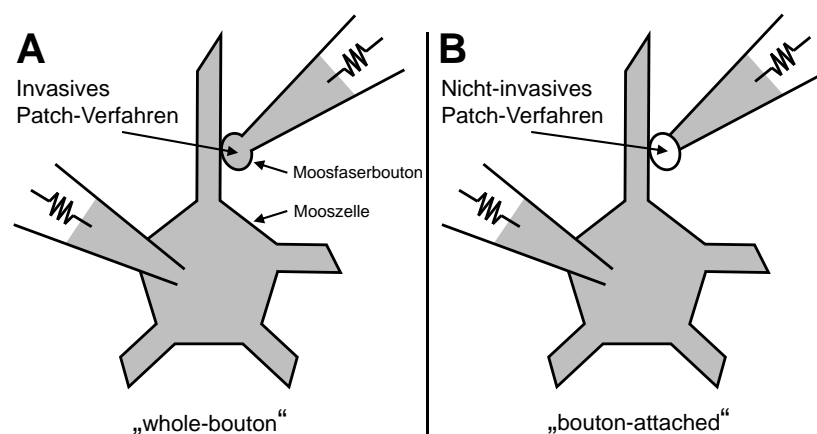 A
Invasives
Patch-Verfahren
Moosfaserbouton
Mooszelle
„whole-bouton“
B
Nicht-invasives
Patch-Verfahren
„bouton-attached“